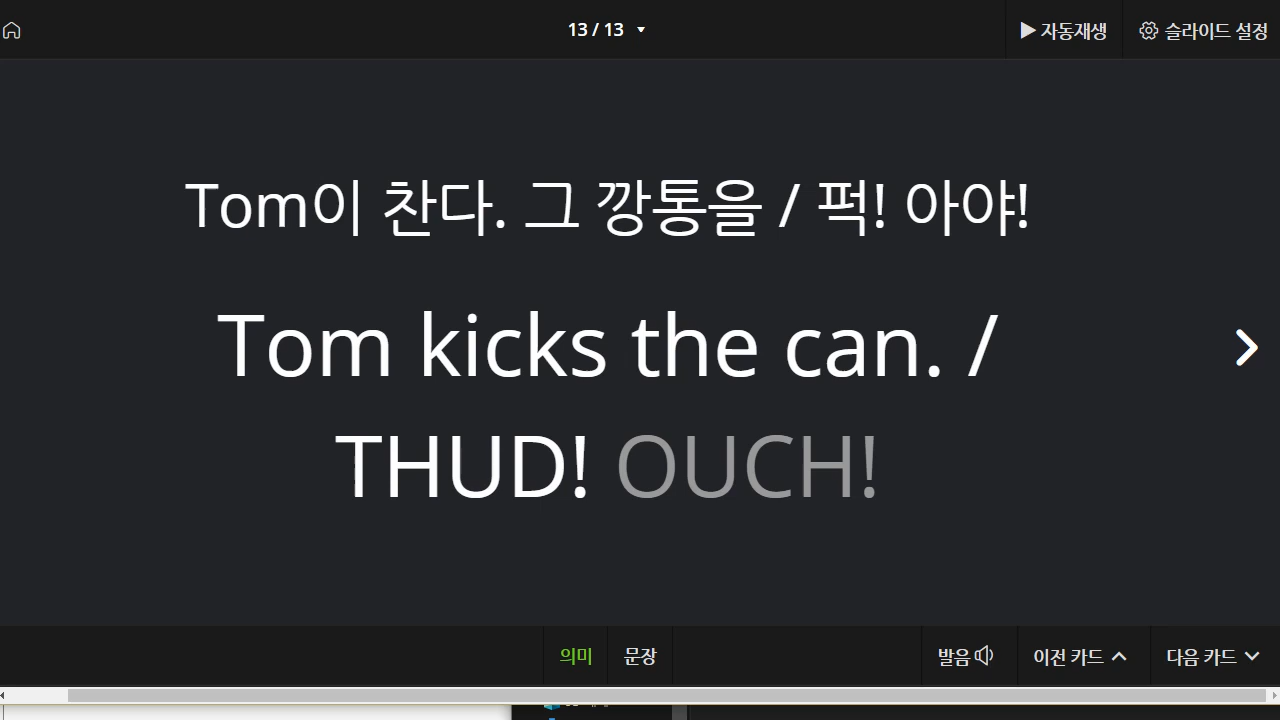 13 / 13
자동재생
슬라이드 설정
Tom이 찬다. 그 깡통을 / 퍽! 아야!
Tom kicks the can. /
THUD! OUCH!
의미
문장
발음
이전 카드
다음 카드